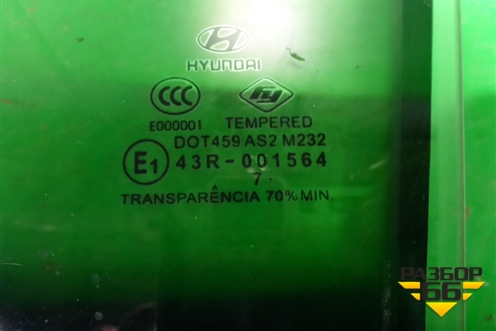 HYUNDAI
CCC
E000001 TEMPERED
DOT459 AS2 M232
E1 43R-001564
7
TRANSPARÊNCIA 70% MIN.
РАЗБОР
66